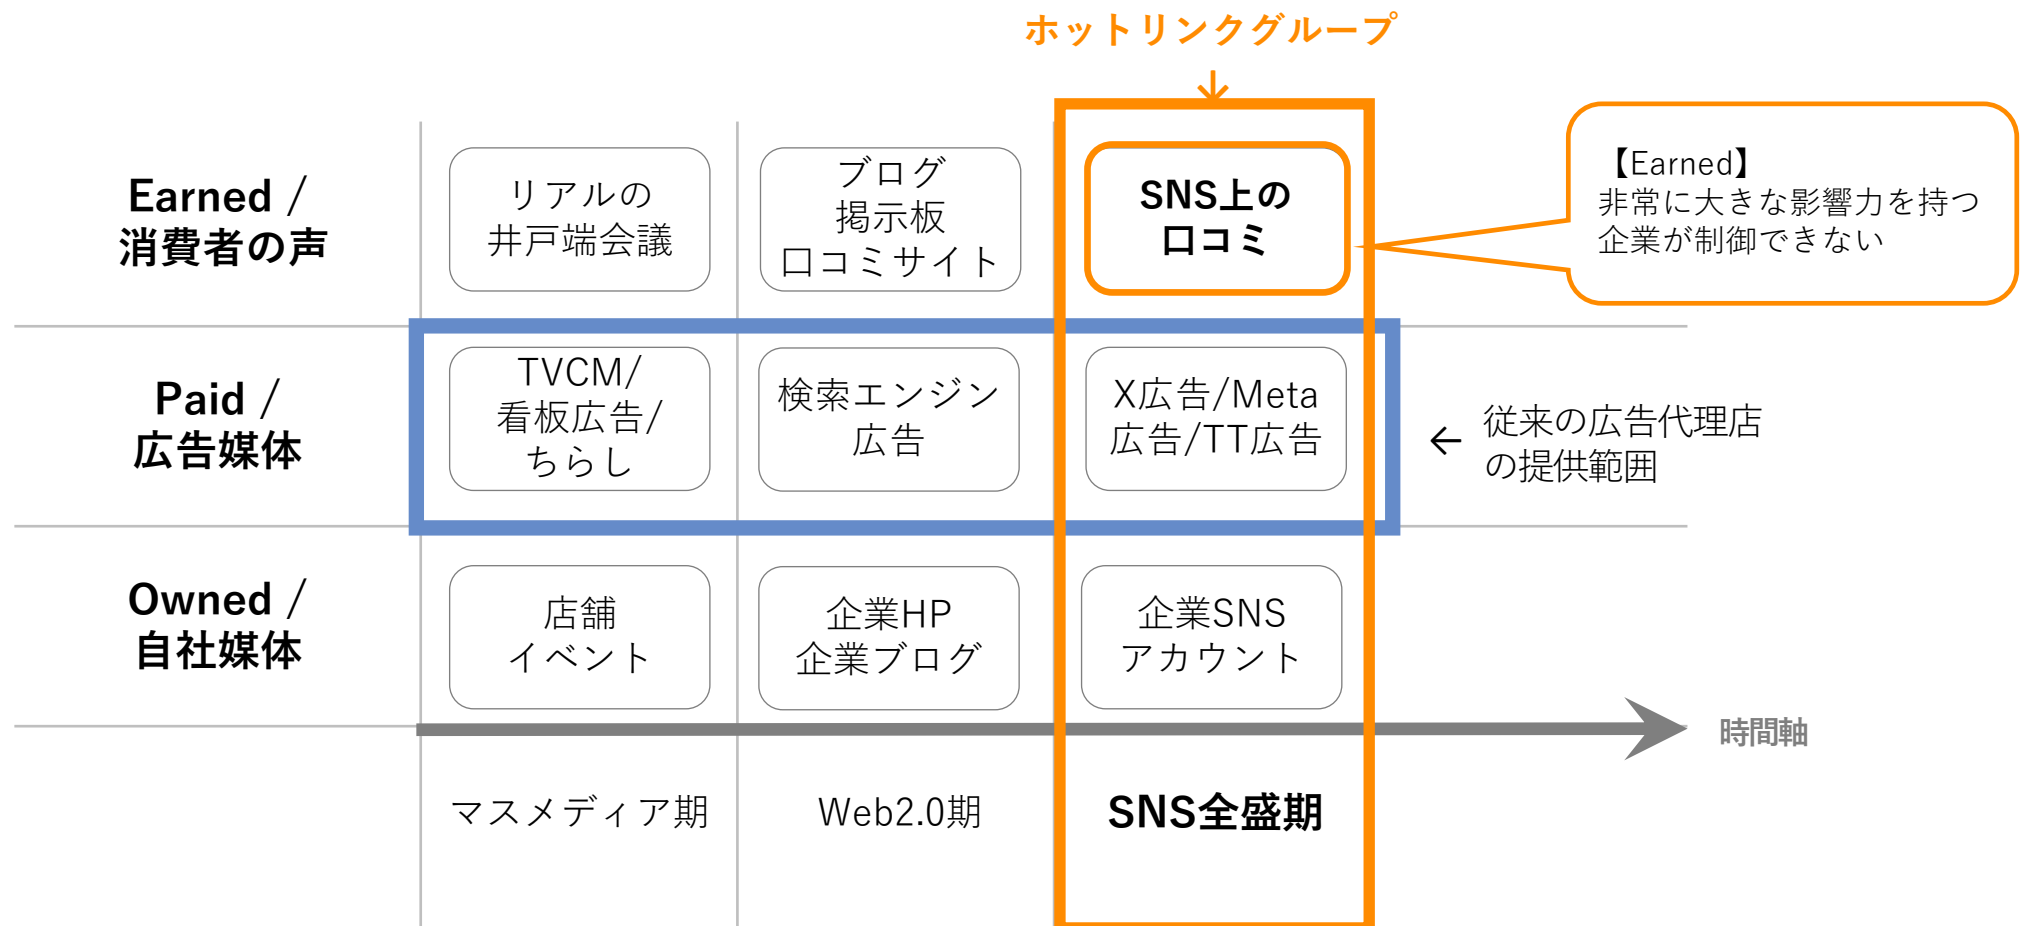 ホットリンクグループ
↓
Earned /
消費者の声
リアルの
井戸端会議
ブログ
掲示板
口コミサイト
SNS上の
口コミ
【Earned】
非常に大きな影響力を持つ
企業が制御できない
Paid /
広告媒体
TVCM/
看板広告/
ちらし
検索エンジン
広告
X広告/Meta
広告/TT広告
← 従来の広告代理店
の提供範囲
Owned /
自社媒体
店舗
イベント
企業HP
企業ブログ
企業SNS
アカウント
時間軸
マスメディア期
Web2.0期
SNS全盛期